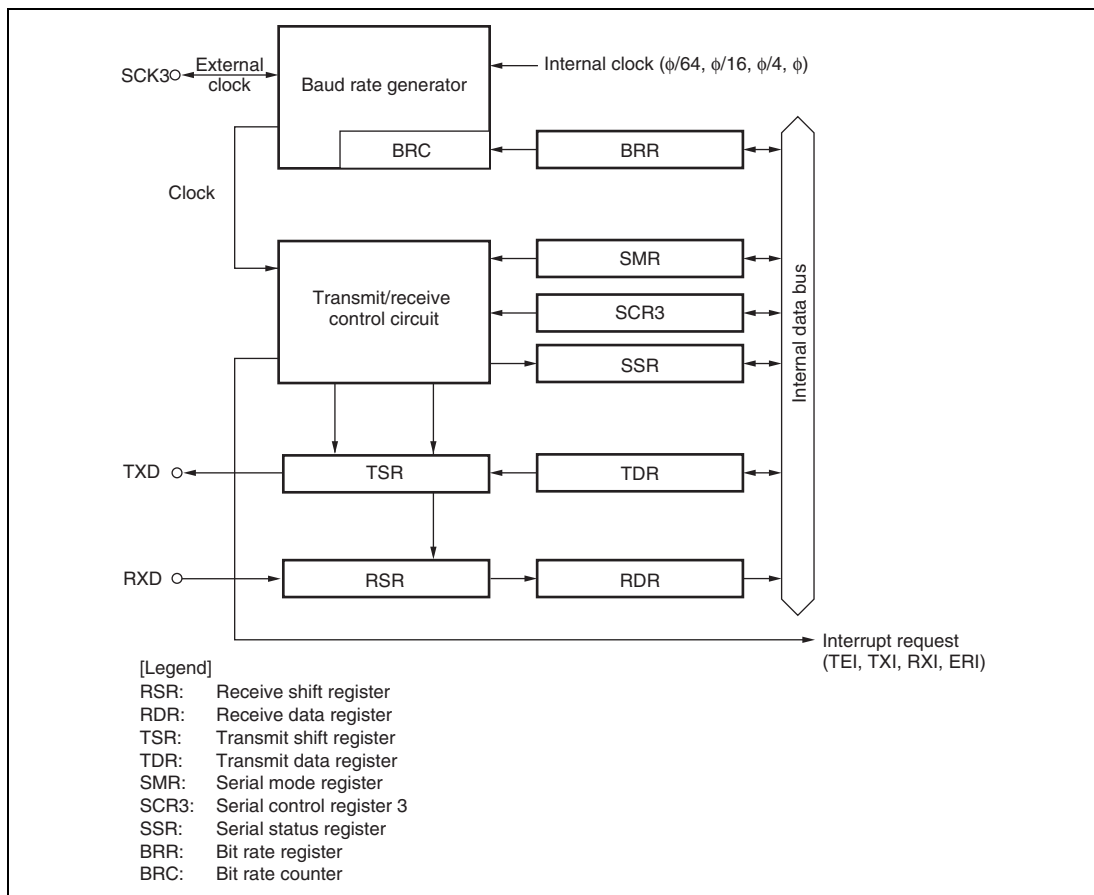 SCK3
External
clock
Baud rate generator
Internal clock (ϕ/64, ϕ/16, ϕ/4, ϕ)
BRC
BRR
Clock
SMR
Transmit/receive
control circuit
SCR3
SSR
Internal data bus
TXD
TSR
TDR
RXD
RSR
RDR
Interrupt request
(TEI, TXI, RXI, ERI)
[Legend]
RSR: Receive shift register
RDR: Receive data register
TSR: Transmit shift register
TDR: Transmit data register
SMR: Serial mode register
SCR3: Serial control register 3
SSR: Serial status register
BRR: Bit rate register
BRC: Bit rate counter